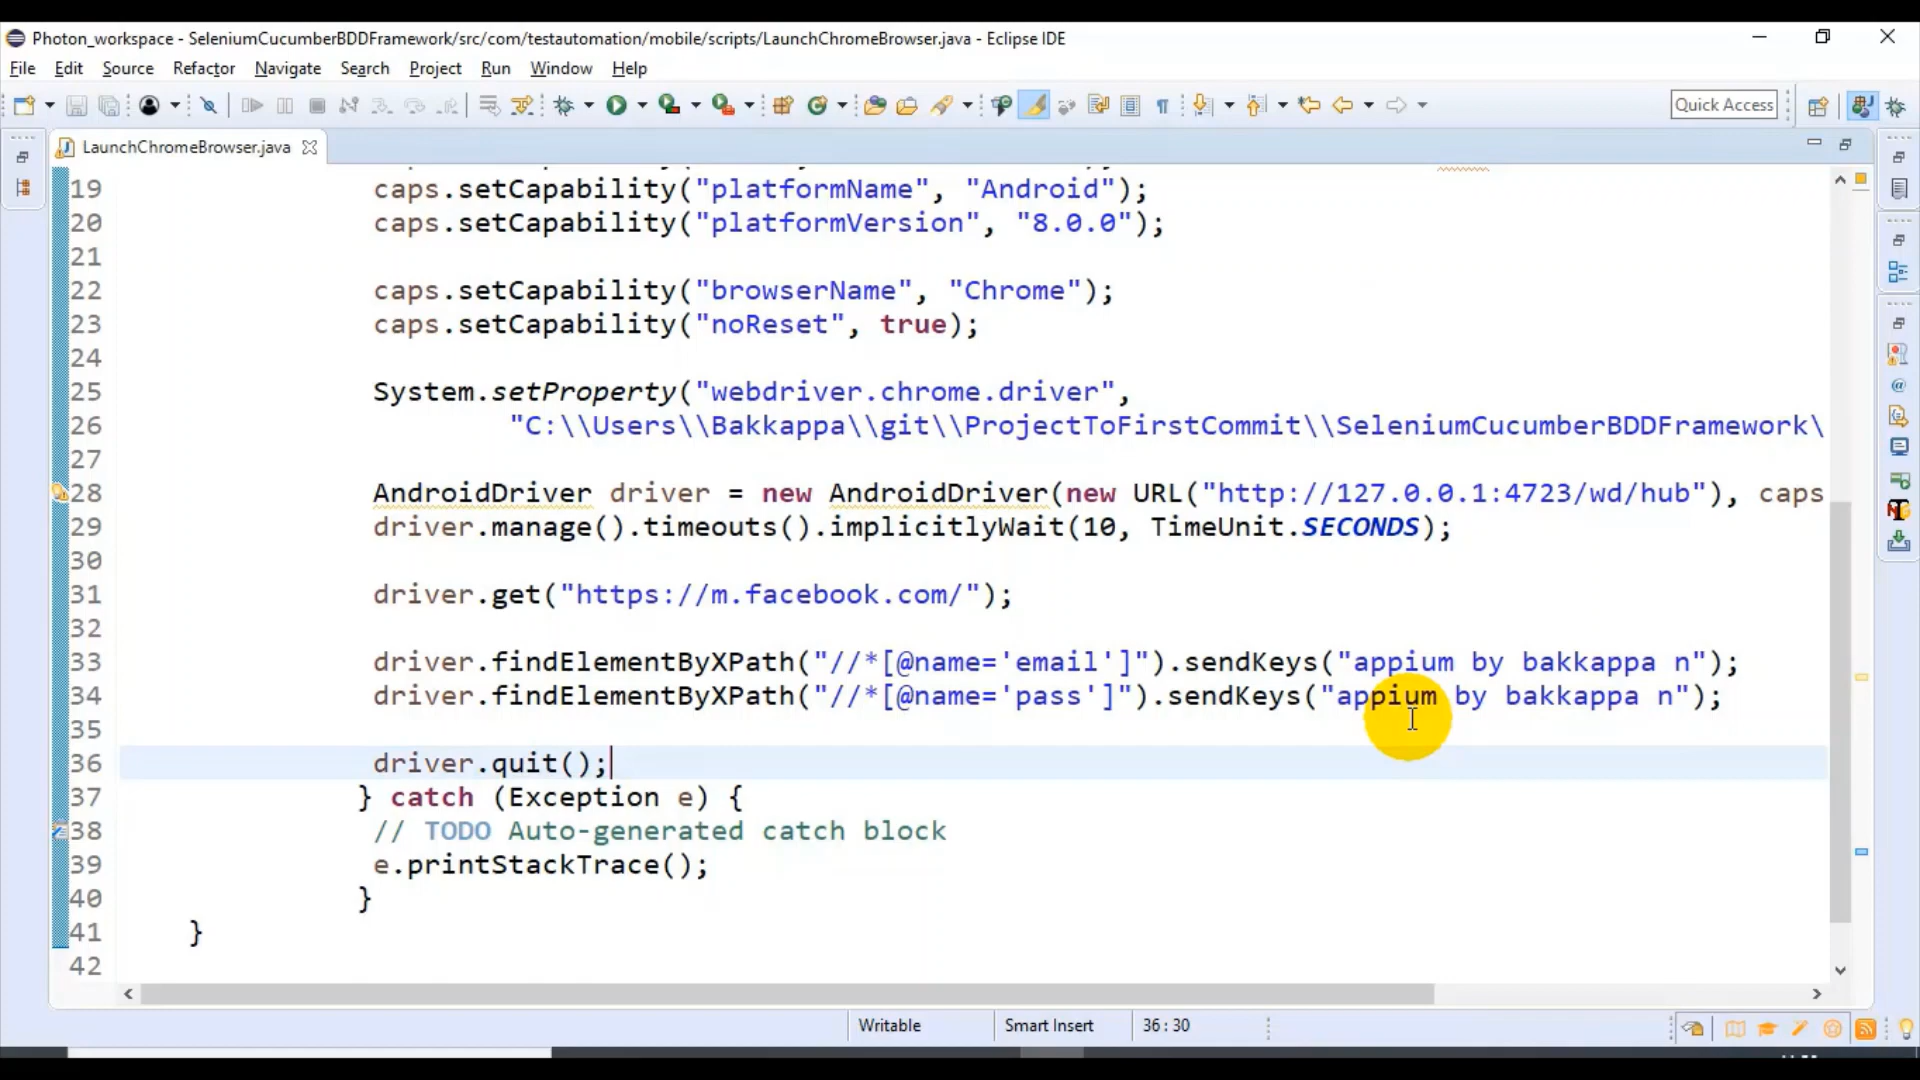 Photon_workspace - SeleniumCucumberBDDFramework/src/com/testautomation/mobile/scripts/LaunchChromeBrowser.java - Eclipse IDE
File Edit Source Refactor Navigate Search Project Run Window Help
Quick Access
LaunchChromeBrowser.java
19 caps.setCapability("platformName", "Android");
20 caps.setCapability("platformVersion", "8.0.0");
21
22 caps.setCapability("browserName", "Chrome");
23 caps.setCapability("noReset", true);
24
25 System.setProperty("webdriver.chrome.driver",
26 "C:\\Users\\Bakkappa\\git\\ProjectToFirstCommit\\SeleniumCucumberBDDFramework\
27
28 AndroidDriver driver = new AndroidDriver(new URL("http://127.0.0.1:4723/wd/hub"), caps
29 driver.manage().timeouts().implicitlyWait(10, TimeUnit.SECONDS);
30
31 driver.get("https://m.facebook.com/");
32
33 driver.findElementByXPath("//*[@name='email']").sendKeys("appium by bakkappa n");
34 driver.findElementByXPath("//*[@name='pass']").sendKeys("appium by bakkappa n");
35
36 driver.quit();
37 } catch (Exception e) {
38 // TODO Auto-generated catch block
39 e.printStackTrace();
40 }
41 }
42
Writable Smart Insert 36 : 30